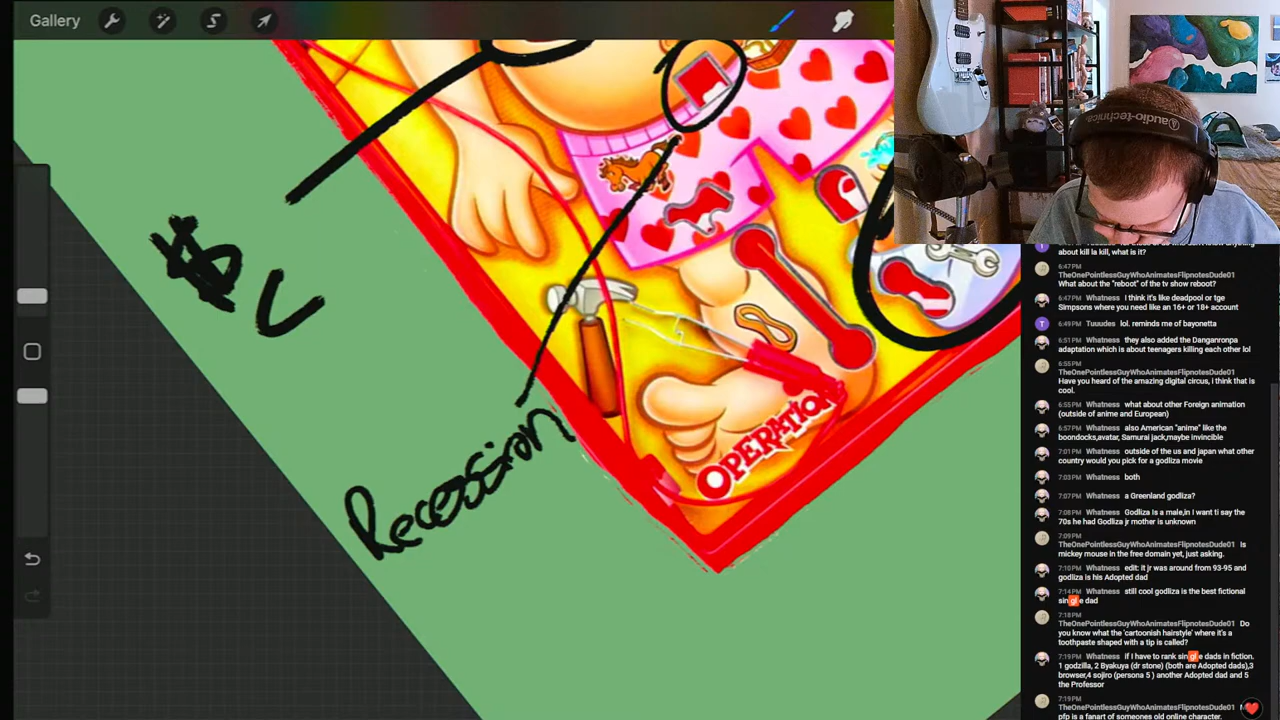 Gallery
audio-technica
$
C
Recession
OPERATION
about kill la kill, what is it?
6:47 PM
TheOnePointlessGuyWhoAnimatesFlipnotesDude01
What about the "reboot" of the tv show reboot?
6:47 PM Whatness I think it's like deadpool or tge
Simpsons where you need like an 16+ or 18+ account
T 6:49 PM Tuuudes lol. reminds me of bayonetta
6:51 PM Whatness they also added the Danganronpa
adaptation which is about teenagers killing each other lol
6:55 PM
TheOnePointlessGuyWhoAnimatesFlipnotesDude01
Have you heard of the amazing digital circus, i think that is
cool.
6:55 PM Whatness what about other Foreign animation
(outside of anime and European)
6:57 PM Whatness also American "anime" like the
boondocks,avatar, Samurai jack,maybe invincible
7:01 PM Whatness outside of the us and japan what other
country would you pick for a godliza movie
7:03 PM Whatness both
7:07 PM Whatness a Greenland godliza?
7:08 PM Whatness Godliza Is a male,in I want ti say the
70s he had Godliza jr mother is unknown
7:09 PM
TheOnePointlessGuyWhoAnimatesFlipnotesDude01 Is
mickey mouse in the free domain yet, just asking.
7:10 PM Whatness edit: it jr was around from 93-95 and
godliza is his Adopted dad
7:14 PM Whatness still cool godliza is the best fictional
single dad
7:18 PM
TheOnePointlessGuyWhoAnimatesFlipnotesDude01 Do
you know what the 'cartoonish hairstyle' where it's a
toothpaste shaped with a tip is called?
7:19 PM Whatness if I have to rank single dads in fiction.
1 godzilla, 2 Byakuya (dr stone) (both are Adopted dads),3
browser,4 sojiro (persona 5 ) another Adopted dad and 5
the Professor
7:19 PM
TheOnePointlessGuyWhoAnimatesFlipnotesDude01
pfp is a fanart of someones old online character.